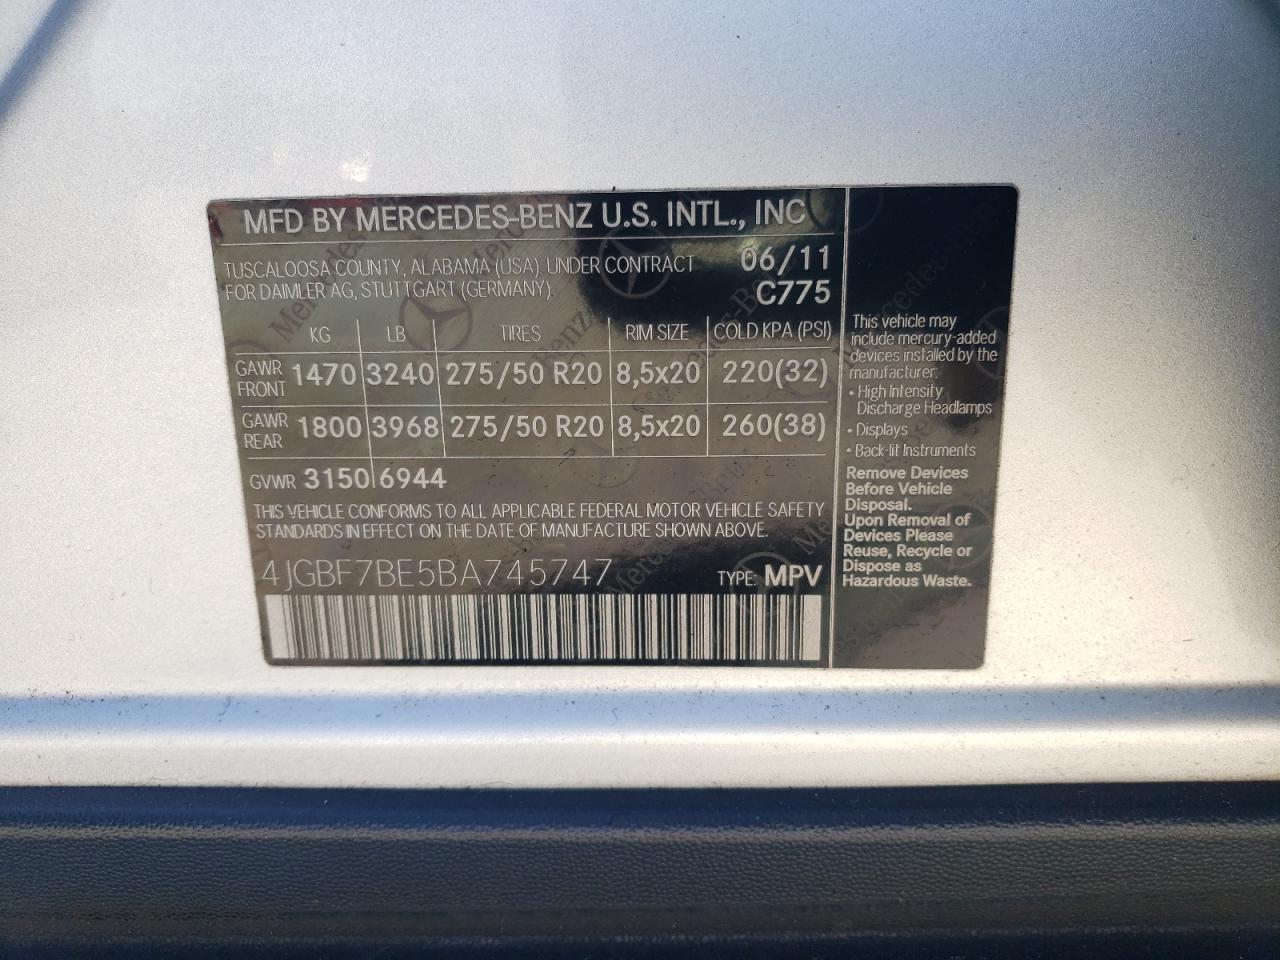 MFD BY MERCEDES-BENZ U.S. INTL., INC
TUSCALOOSA COUNTY, ALABAMA (USA) UNDER CONTRACT 06/11
FOR DAIMLER AG, STUTTGART (GERMANY). C775
KG LB TIRES RIM SIZE COLD KPA (PSI)
GAWR FRONT 1470 3240 275/50 R20 8,5x20 220(32)
GAWR REAR 1800 3968 275/50 R20 8,5x20 260(38)
GVWR 3150 6944
THIS VEHICLE CONFORMS TO ALL APPLICABLE FEDERAL MOTOR VEHICLE SAFETY
STANDARDS IN EFFECT ON THE DATE OF MANUFACTURE SHOWN ABOVE.
4JGBF7BE5BA745747 TYPE: MPV
This vehicle may
include mercury-added
devices installed by the
manufacturer:
• High Intensity
Discharge Headlamps
• Displays
• Back-lit Instruments
Remove Devices
Before Vehicle
Disposal.
Upon Removal of
Devices Please
Reuse, Recycle or
Dispose as
Hazardous Waste.